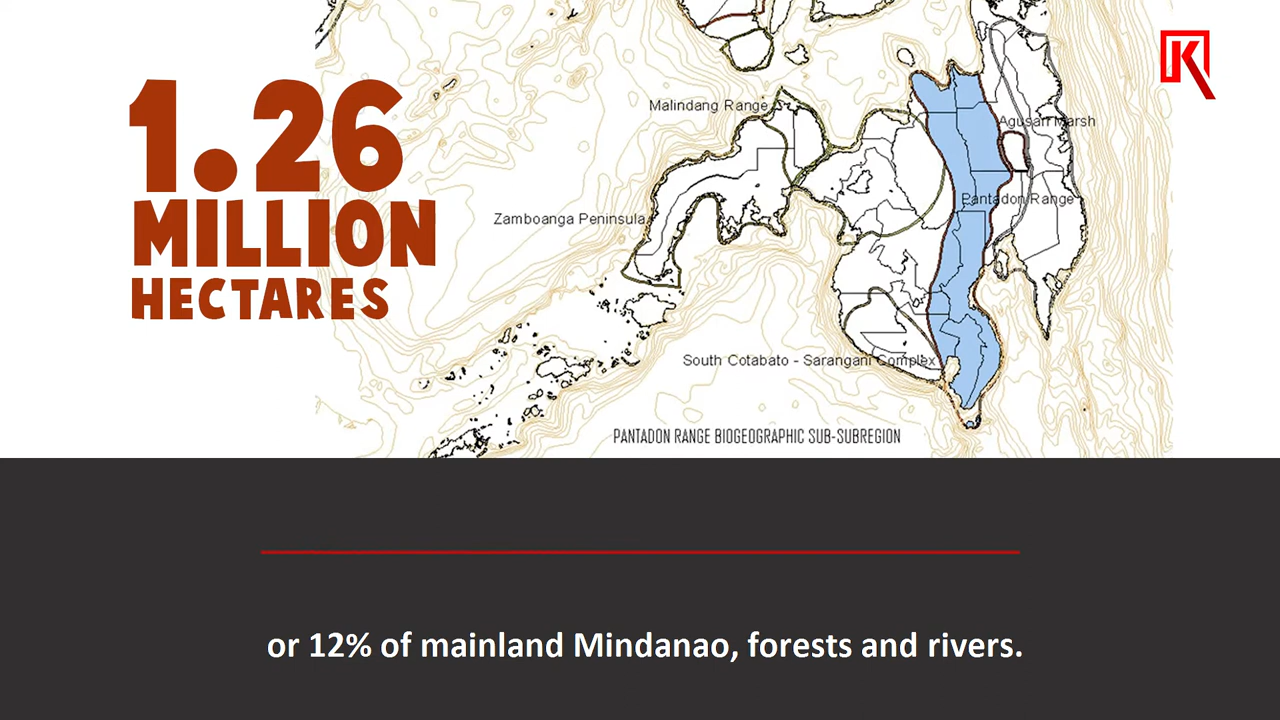 1.26
MILLION
HECTARES
Malindang Range
Agusan Marsh
Pantadon Range
Zamboanga Peninsula
South Cotabato - Sarangani Complex
PANTADON RANGE BIOGEOGRAPHIC SUB-SUBREGION
K
or 12% of mainland Mindanao, forests and rivers.